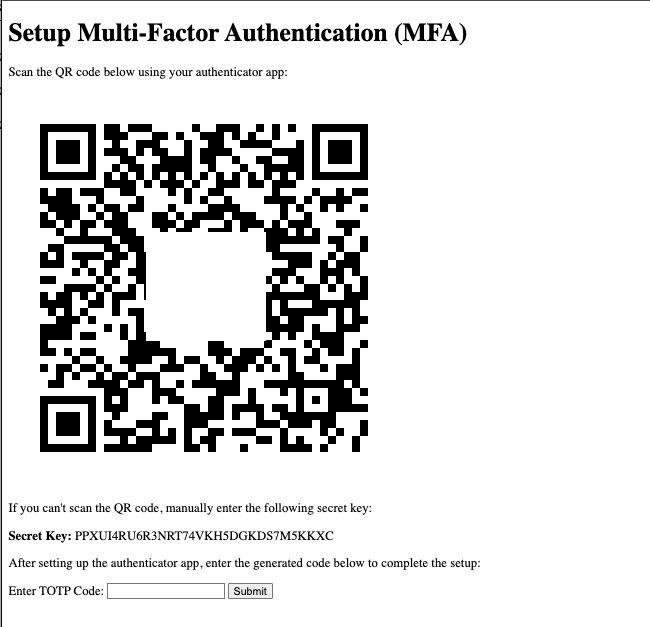 Setup Multi-Factor Authentication (MFA)
Scan the QR code below using your authenticator app:
If you can't scan the QR code, manually enter the following secret key:
Secret Key: PPXUI4RU6R3NRT74VKH5DGKDS7M5KKXC
After setting up the authenticator app, enter the generated code below to complete the setup:
Enter TOTP Code: Submit